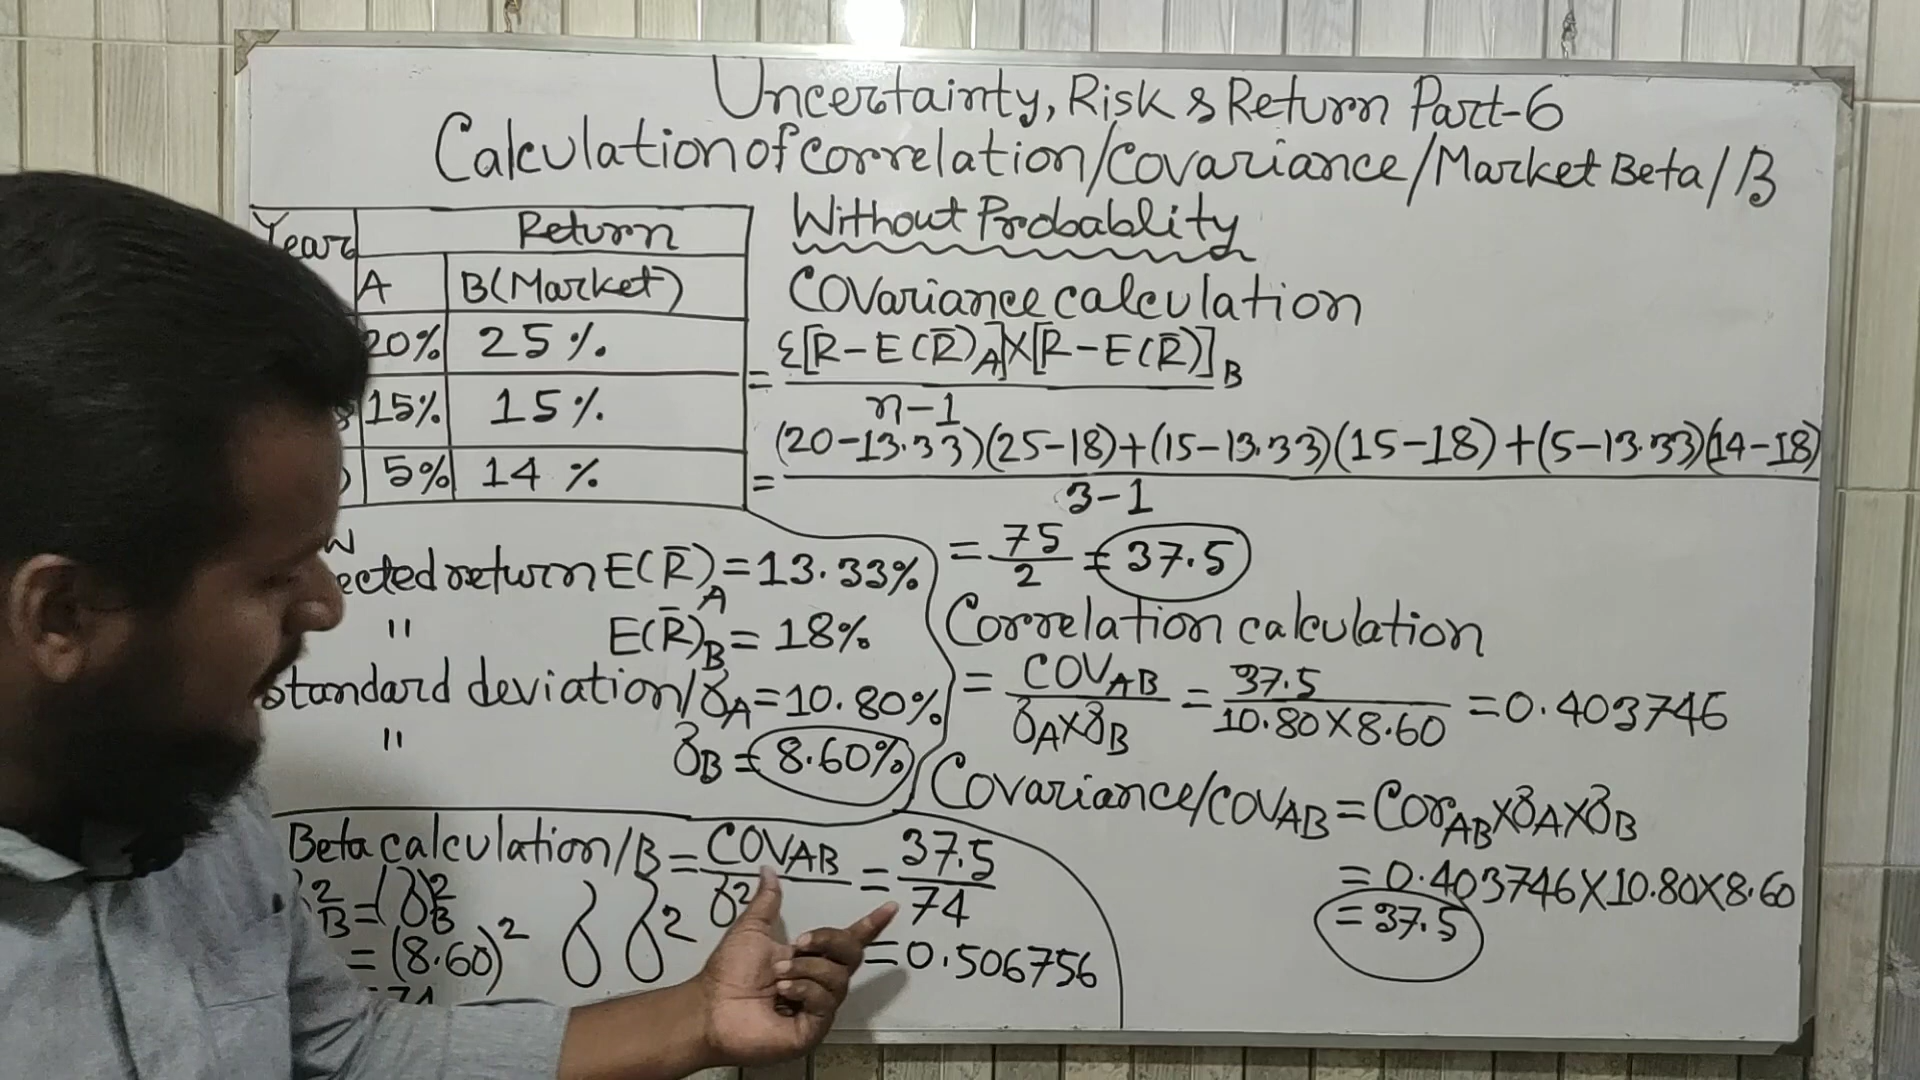 Uncertainty, Risk & Return Part-6
Calculation of correlation/Covariance/Market Beta/B
Year Return
A B(Market)
20% 25%
15% 15%
5% 14%
ected return E(R̄)A = 13.33%
" E(R̄)B = 18%
Standard deviation/δA = 10.80%
" δB = 8.60%
Beta calculation/B = COVAB/δ2 = 37.5/74
= 0.506756
2B = (δ)2B
= (8.60)2
δ δ2
Without Probablity
COVariance calculation
= Σ[R-E(R̄)A]×[R-E(R̄)]B
n-1
= (20-13.33)(25-18)+(15-13.33)(15-18)+(5-13.33)(14-18)
3-1
= 75/2 = 37.5
Correlation calculation
= COVAB/δA×δB = 37.5/10.80×8.60 = 0.403746
Covariance/COVAB = CorAB×δA×δB
= 0.403746×10.80×8.60
= 37.5